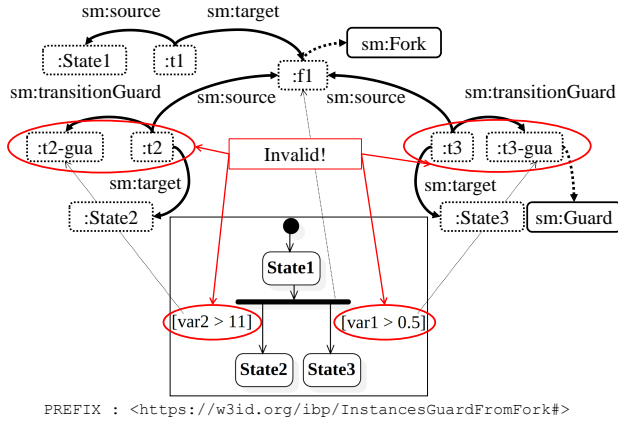 sm:source
sm:target
:State1
:t1
sm:Fork
:f1
sm:transitionGuard
sm:source
sm:source
sm:transitionGuard
:t2-gua
:t2
Invalid!
:t3
:t3-gua
sm:target
sm:target
:State2
:State3
sm:Guard
State1
[var2 > 11]
[var1 > 0.5]
State2
State3
PREFIX : <https://w3id.org/ibp/InstancesGuardFromFork#>